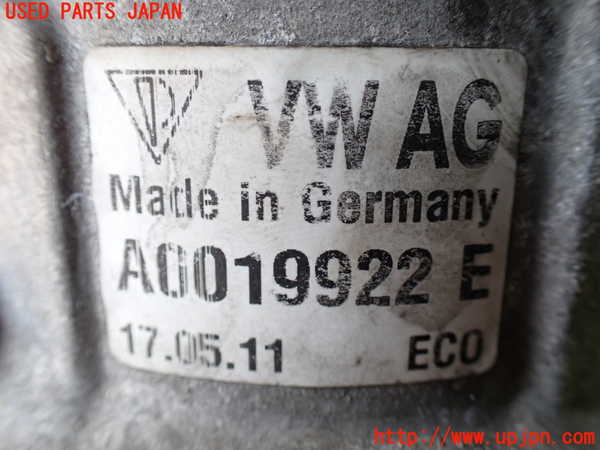 USED PARTS JAPAN
VW AG
Made in Germany
A0019922 E
17.05.11 ECO
http://www.upjpn.com